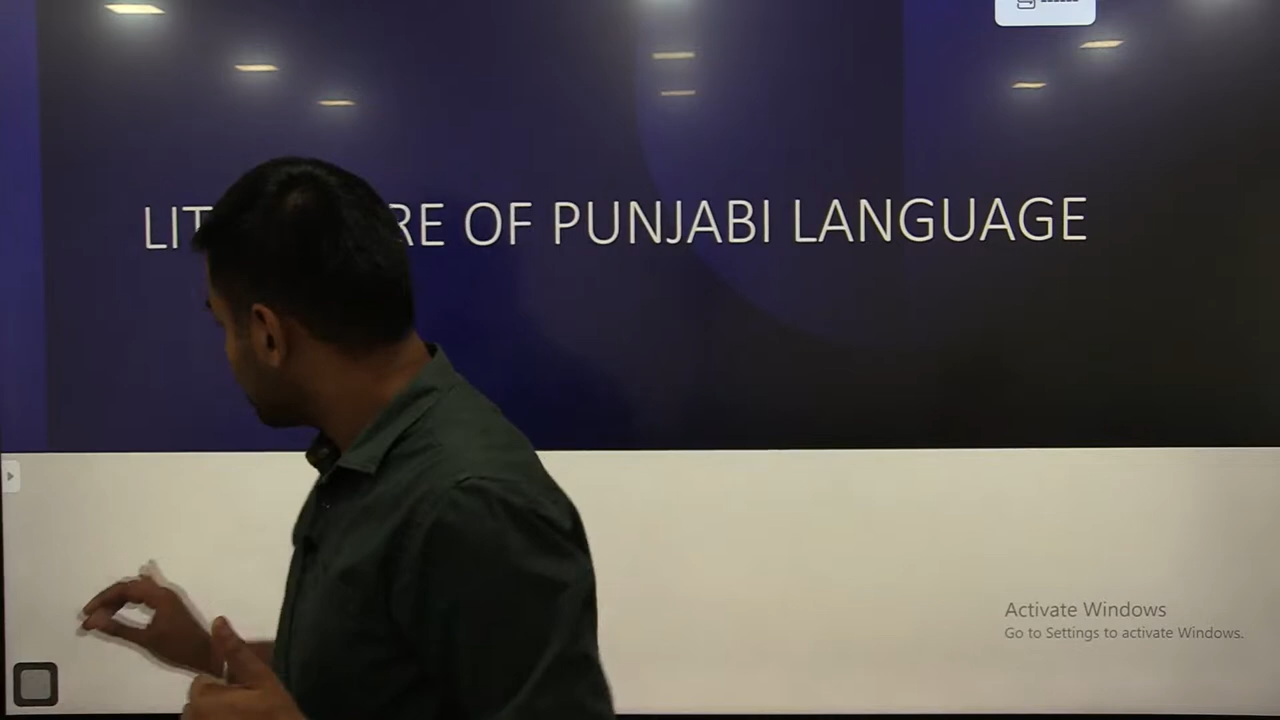 OF PUNJABI LANGUAGE
Activate Windows
Go to Settings to activate Windows.